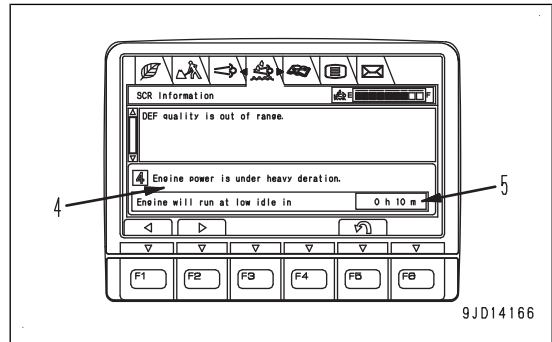 SCR Information
E F
DEF quality is out of range.
4 Engine power is under heavy deration.
Engine will run at low idle in 0 h 10 m
4
5
F1 F2 F3 F4 F5 F6
9JD14166